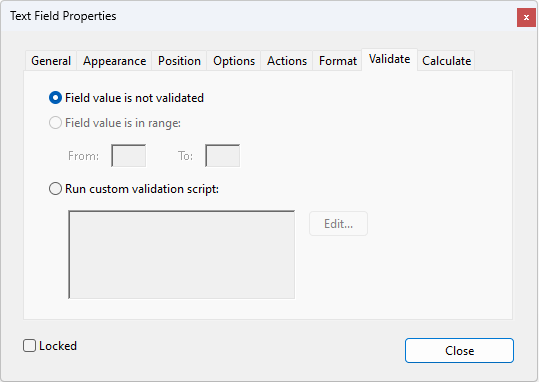 Text Field Properties
x
General Appearance Position Options Actions Format Validate Calculate
Field value is not validated
Field value is in range:
From: To:
Run custom validation script:
Edit...
Locked
Close